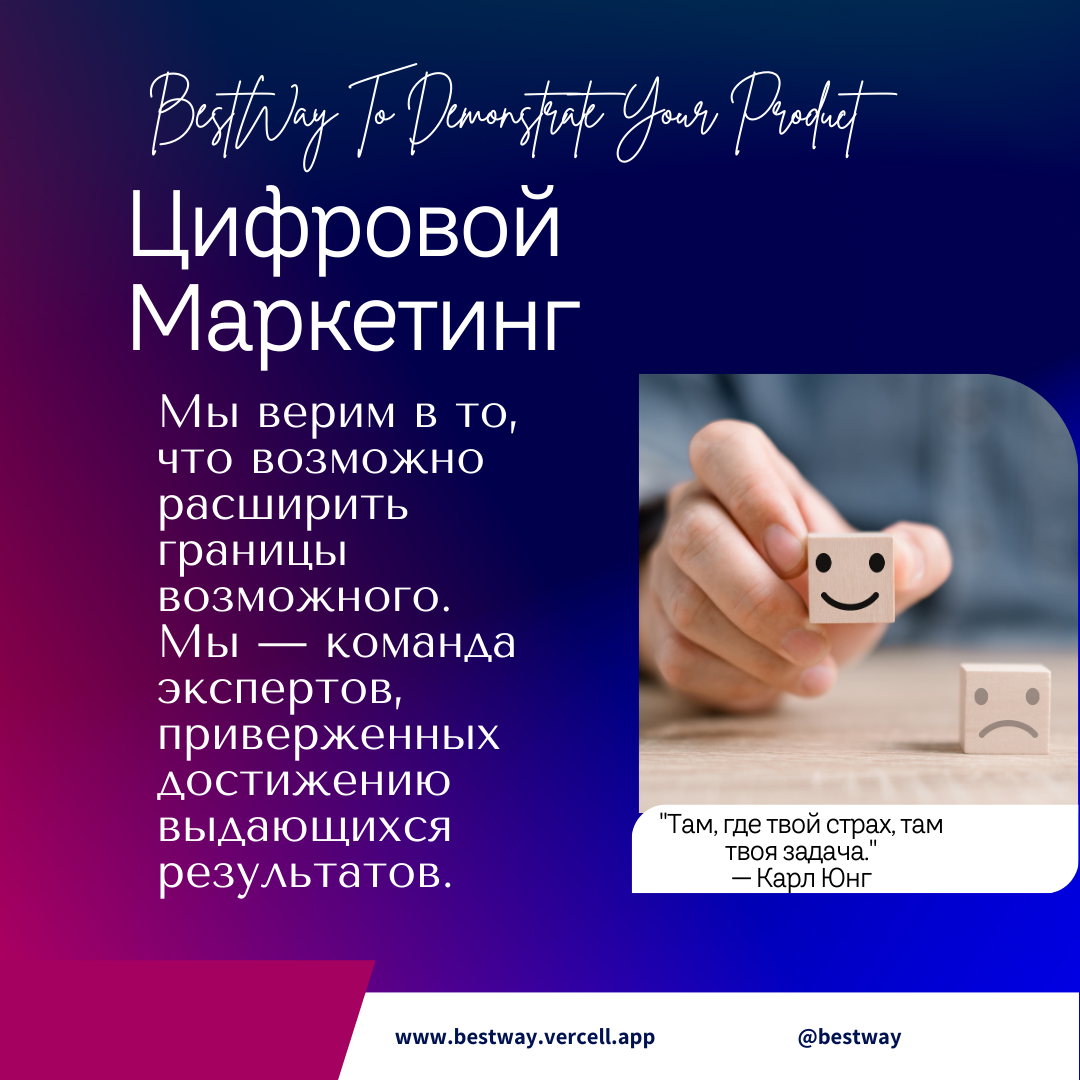 BestWay To Demonstrate Your Product
Цифровой
Маркетинг
Мы верим в то,
что возможно
расширить
границы
возможного.
Мы — команда
экспертов,
приверженных
достижению
выдающихся
результатов.
"Там, где твой страх, там
твоя задача."
— Карл Юнг
www.bestway.vercell.app
@bestway